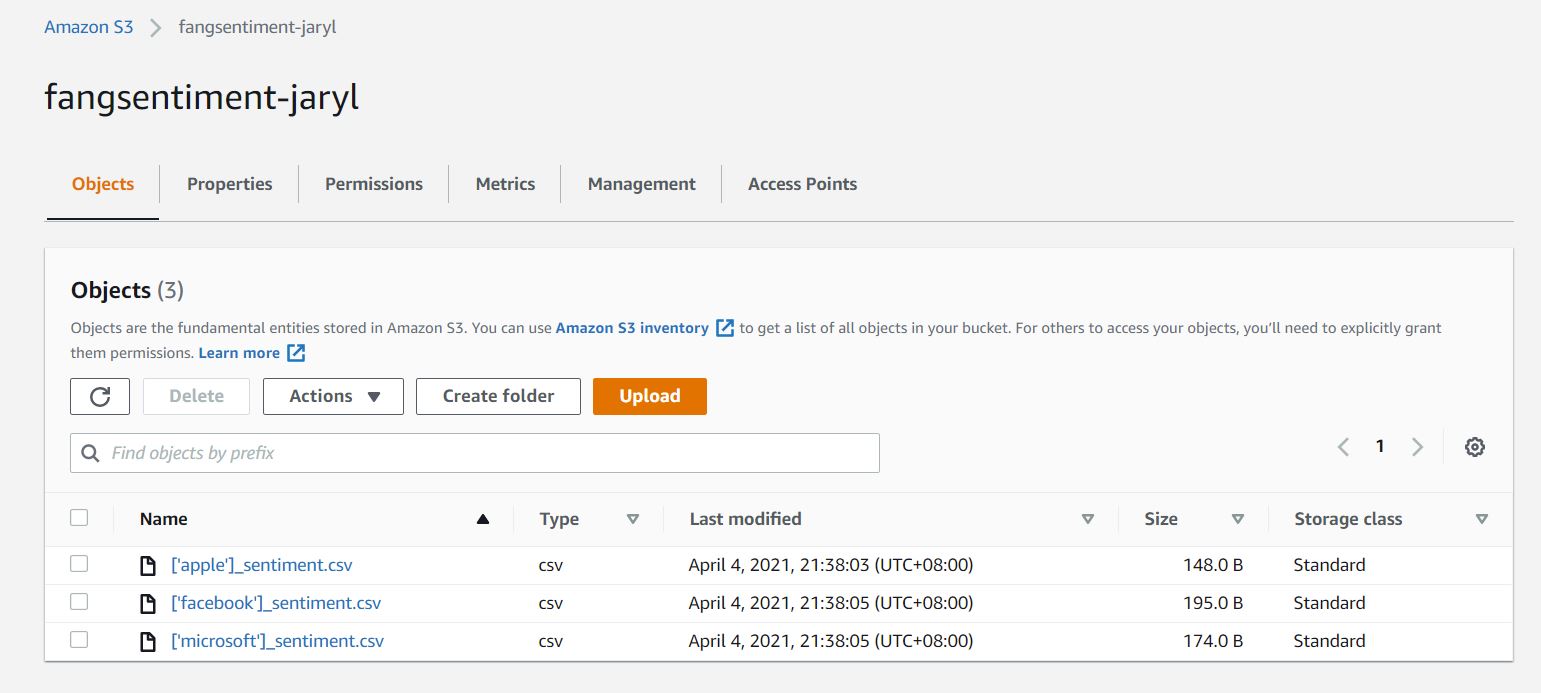 Amazon S3 > fangsentiment-jaryl
fangsentiment-jaryl
Objects Properties Permissions Metrics Management Access Points
Objects (3)
Objects are the fundamental entities stored in Amazon S3. You can use Amazon S3 inventory to get a list of all objects in your bucket. For others to access your objects, you’ll need to explicitly grant
them permissions. Learn more
Delete Actions Create folder Upload
Find objects by prefix
1
Name Type Last modified Size Storage class
['apple']_sentiment.csv csv April 4, 2021, 21:38:03 (UTC+08:00) 148.0 B Standard
['facebook']_sentiment.csv csv April 4, 2021, 21:38:05 (UTC+08:00) 195.0 B Standard
['microsoft']_sentiment.csv csv April 4, 2021, 21:38:05 (UTC+08:00) 174.0 B Standard